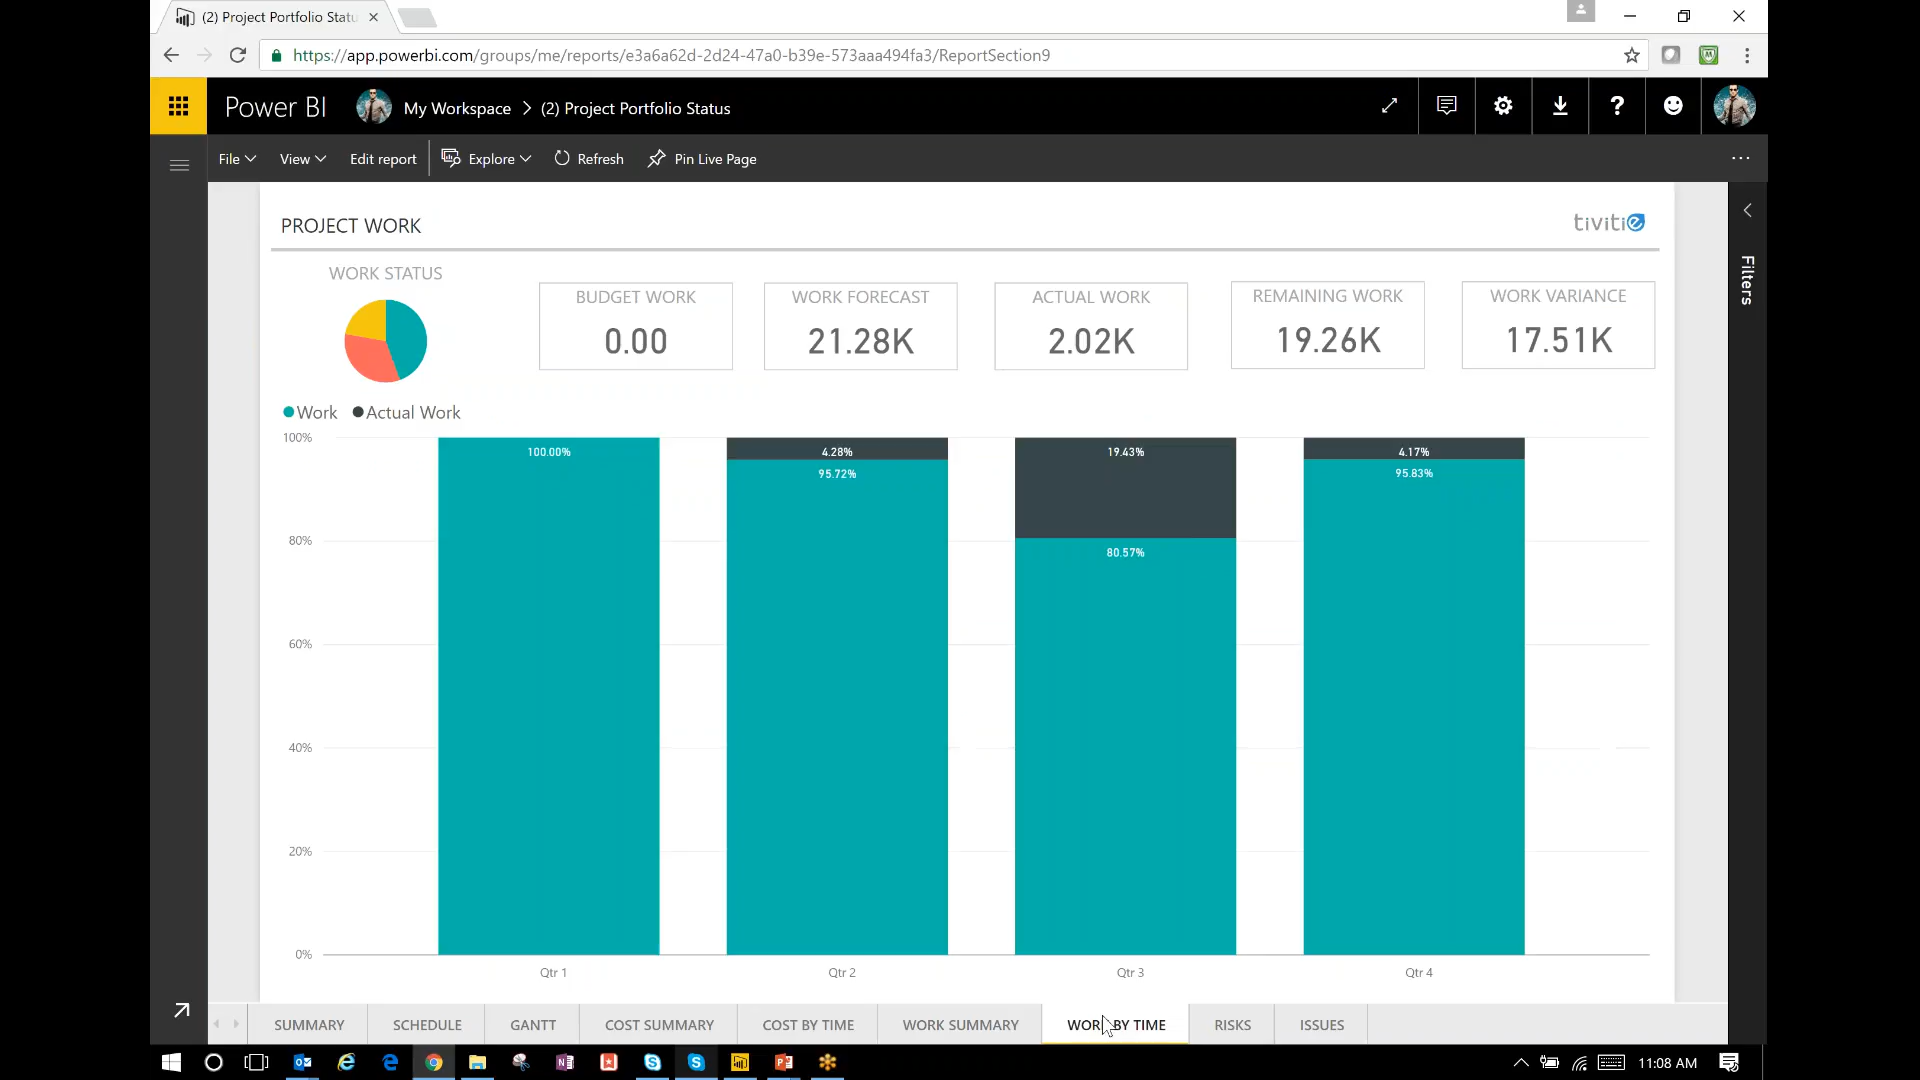 (2) Project Portfolio Statu
https://app.powerbi.com/groups/me/reports/e3a6a62d-2d24-47a0-b39e-573aaa494fa3/ReportSection9
Power BI My Workspace > (2) Project Portfolio Status
File View Edit report Explore Refresh Pin Live Page
PROJECT WORK
tivitie
Filters
WORK STATUS
BUDGET WORK
0.00
WORK FORECAST
21.28K
ACTUAL WORK
2.02K
REMAINING WORK
19.26K
WORK VARIANCE
17.51K
Work Actual Work
100%
80%
60%
40%
20%
0%
100.00%
4.28%
95.72%
19.43%
80.57%
4.17%
95.83%
Qtr 1 Qtr 2 Qtr 3 Qtr 4
SUMMARY SCHEDULE GANTT COST SUMMARY COST BY TIME WORK SUMMARY WORK BY TIME RISKS ISSUES
11:08 AM